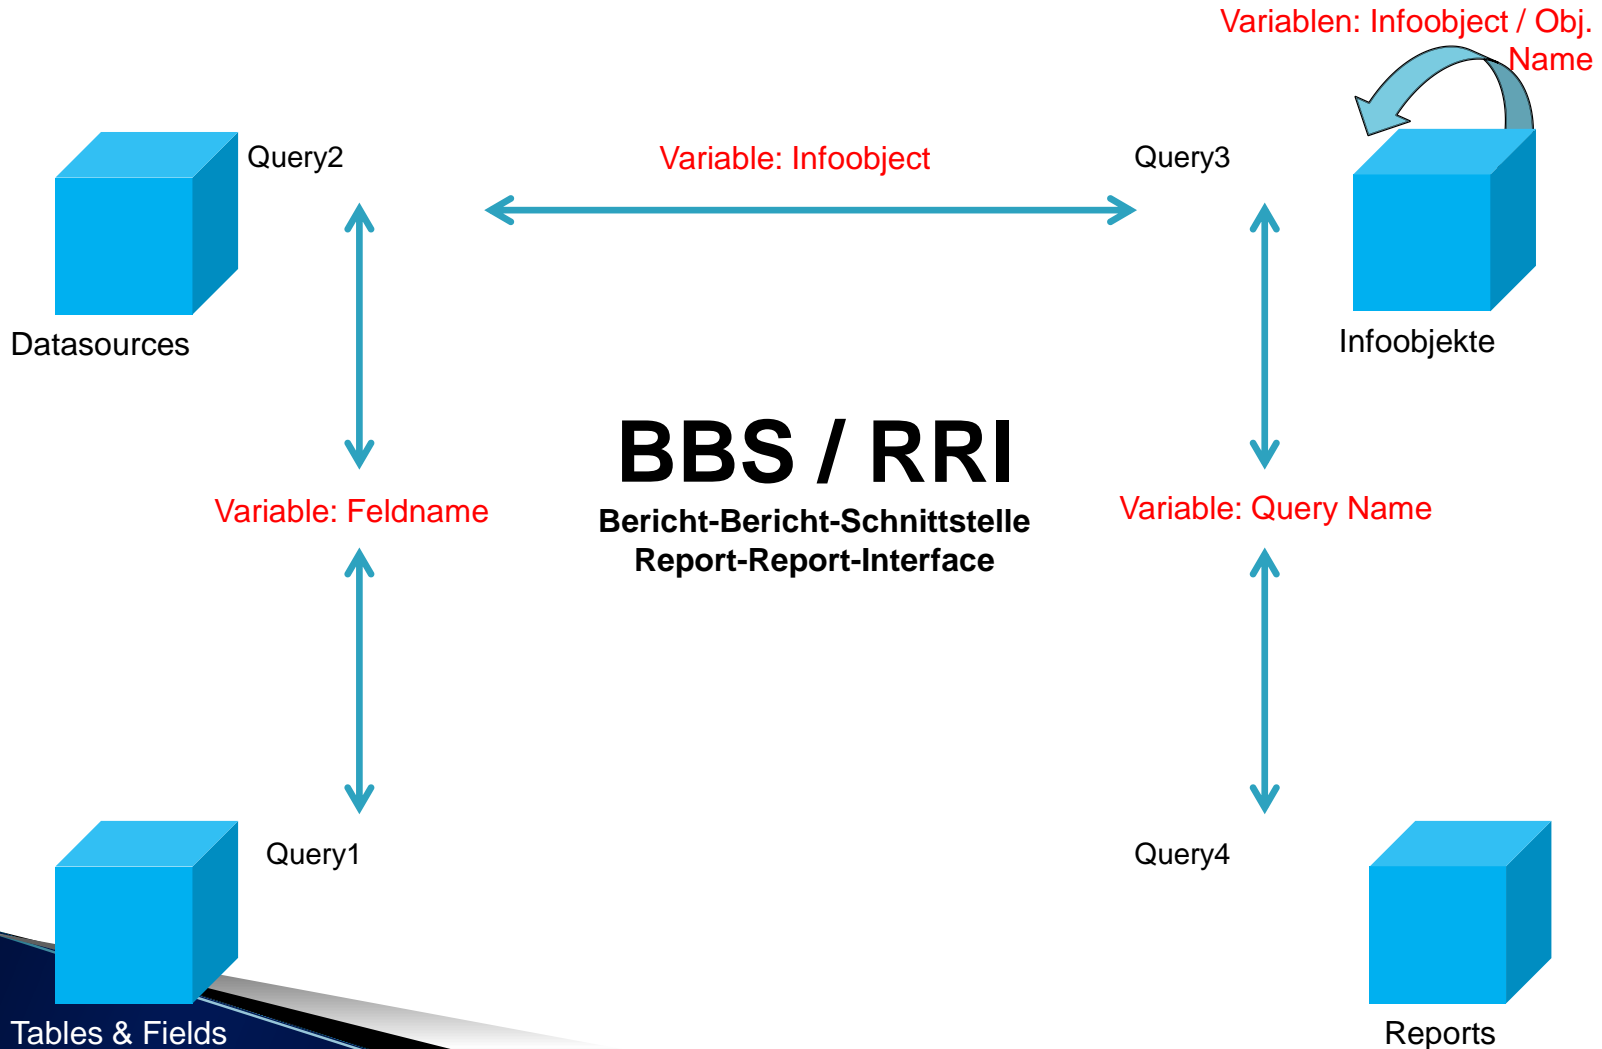 Variablen: Infoobject / Obj.
Name
Query2
Variable: Infoobject
Query3
Datasources
Infoobjekte
BBS / RRI
Bericht-Bericht-Schnittstelle
Report-Report-Interface
Variable: Feldname
Variable: Query Name
Query1
Query4
Tables & Fields
Reports